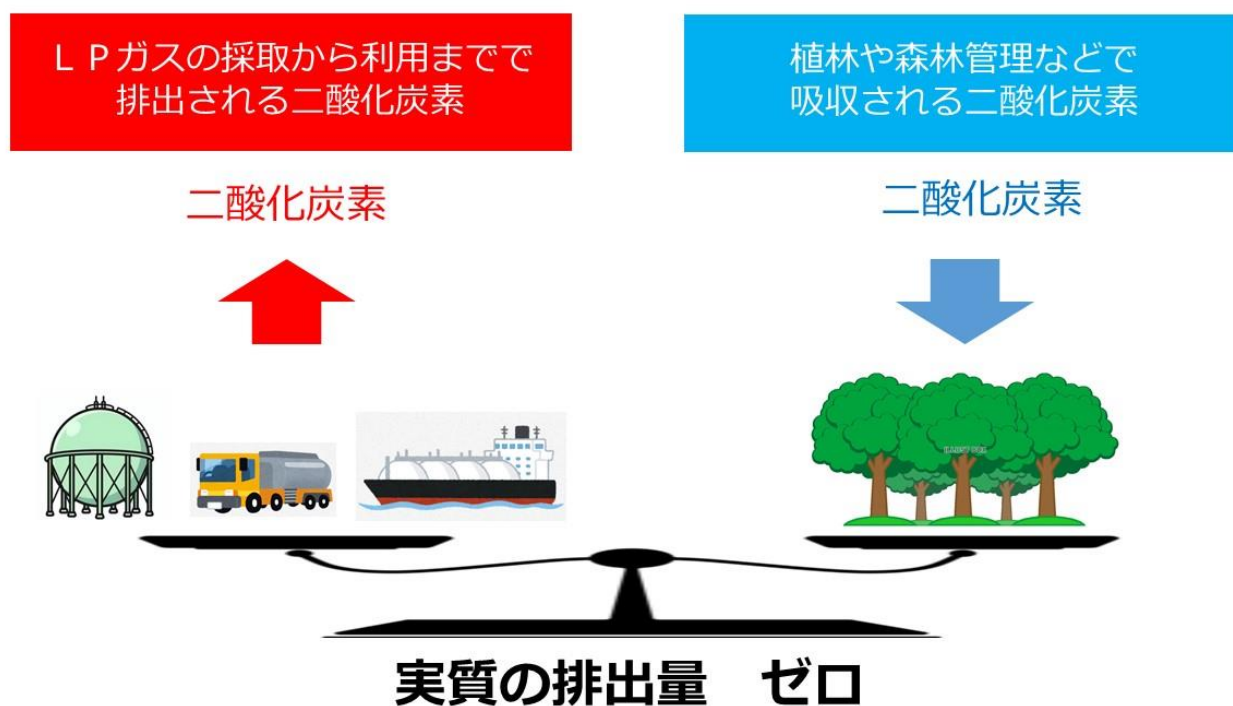 ＬＰガスの採取から利用までで
排出される二酸化炭素
植林や森林管理などで
吸収される二酸化炭素
二酸化炭素
二酸化炭素
実質の排出量　ゼロ